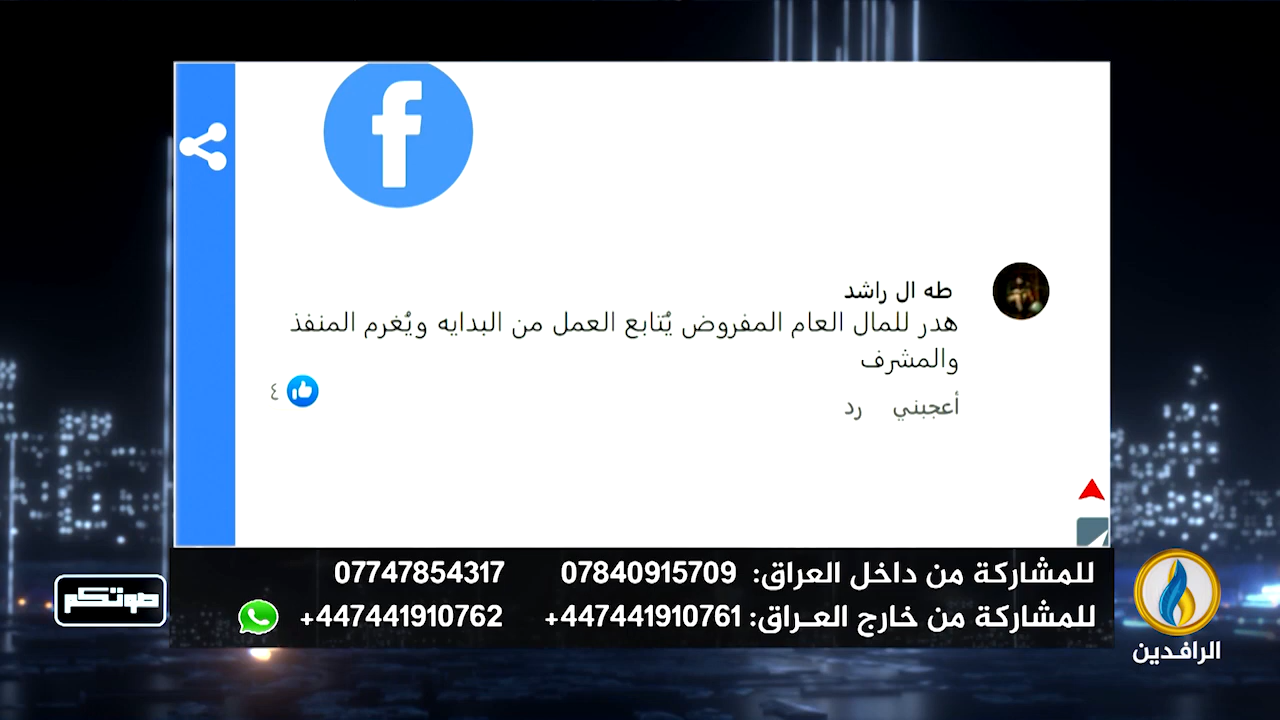 طه ال راشد
هدر للمال العام المفروض يُتابع العمل من البدايه ويُغرم المنفذ
والمشرف
٤
أعجبني رد
للمشاركة من داخل العراق: 07840915709 07747854317
للمشاركة من خارج العـراق: 447441910761+ 447441910762+
صوتكم
الرافدين